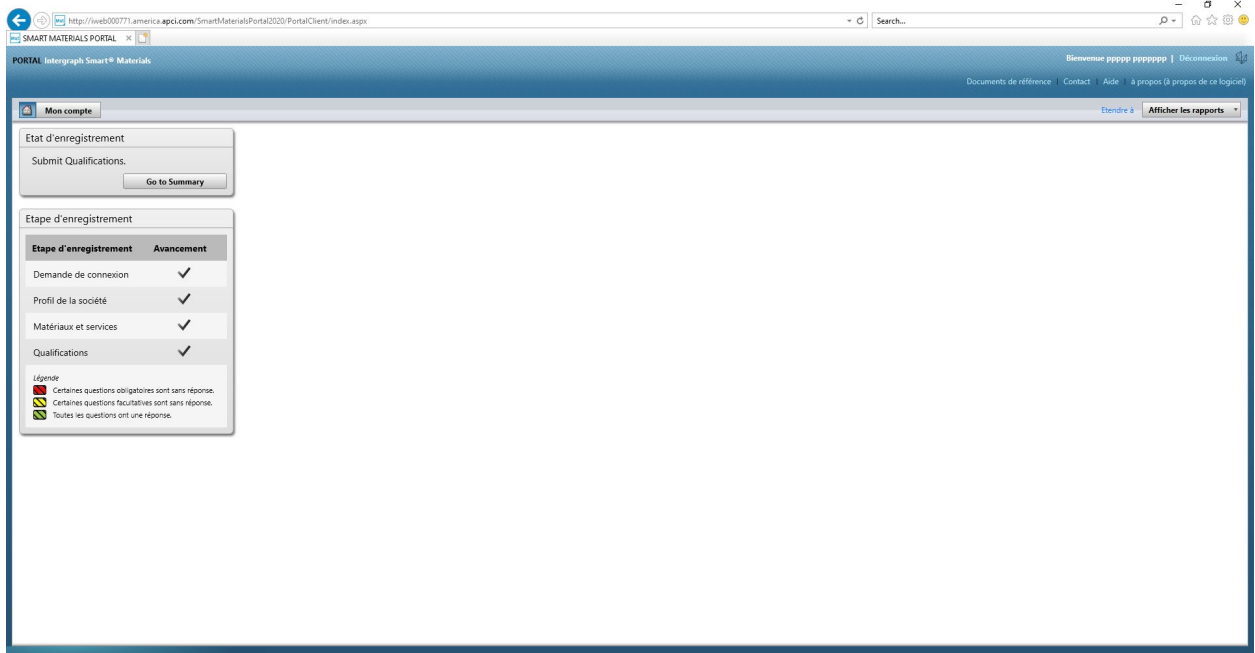 http://iweb000771.america.apci.com/SmartMaterialsPortal2020/PortalClient/index.aspx
Search...
SMART MATERIALS PORTAL
PORTAL Intergraph Smart® Materials
Bienvenue ppppp ppppppp | Déconnexion
Documents de référence | Contact | Aide | à propos (à propos de ce logiciel)
Mon compte
Etendre à Afficher les rapports
Etat d'enregistrement
Submit Qualifications.
Go to Summary
Etape d'enregistrement
Etape d'enregistrement Avancement
Demande de connexion
Profil de la société
Matériaux et services
Qualifications
Légende
Certaines questions obligatoires sont sans réponse.
Certaines questions facultatives sont sans réponse.
Toutes les questions ont une réponse.